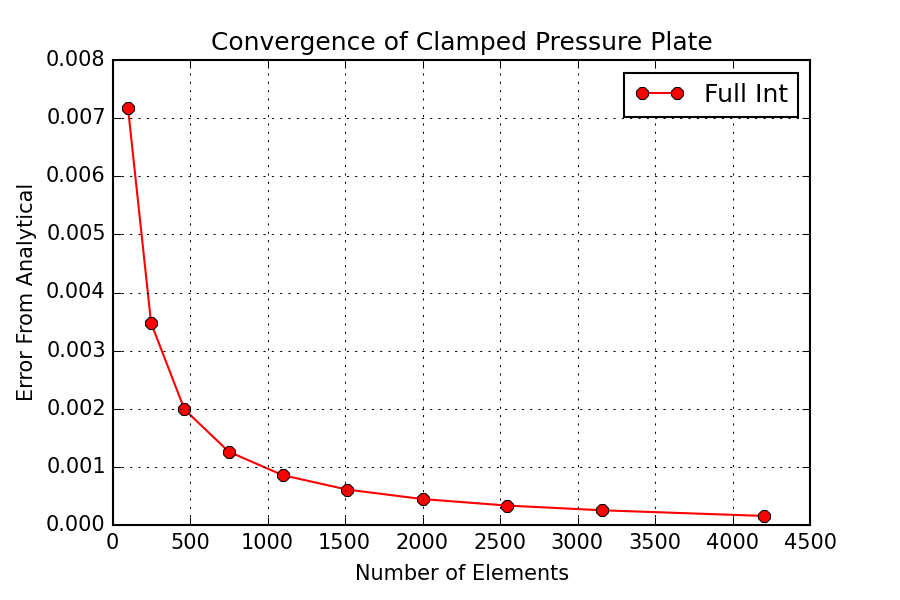 Convergence of Clamped Pressure Plate
Full Int
Error From Analytical
0.008
0.007
0.006
0.005
0.004
0.003
0.002
0.001
0.000
0 500 1000 1500 2000 2500 3000 3500 4000 4500
Number of Elements